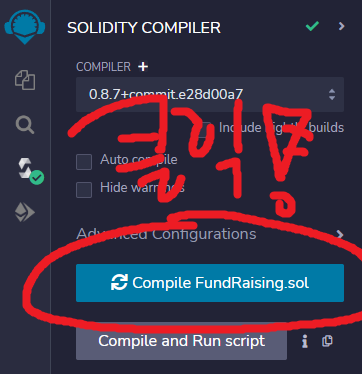 SOLIDITY COMPILER
COMPILER +
0.8.7+commit.e28d00a7
클릭!
Include nightly builds
Auto compile
Hide warnings
Advanced Configurations
Compile FundRaising.sol
Compile and Run script